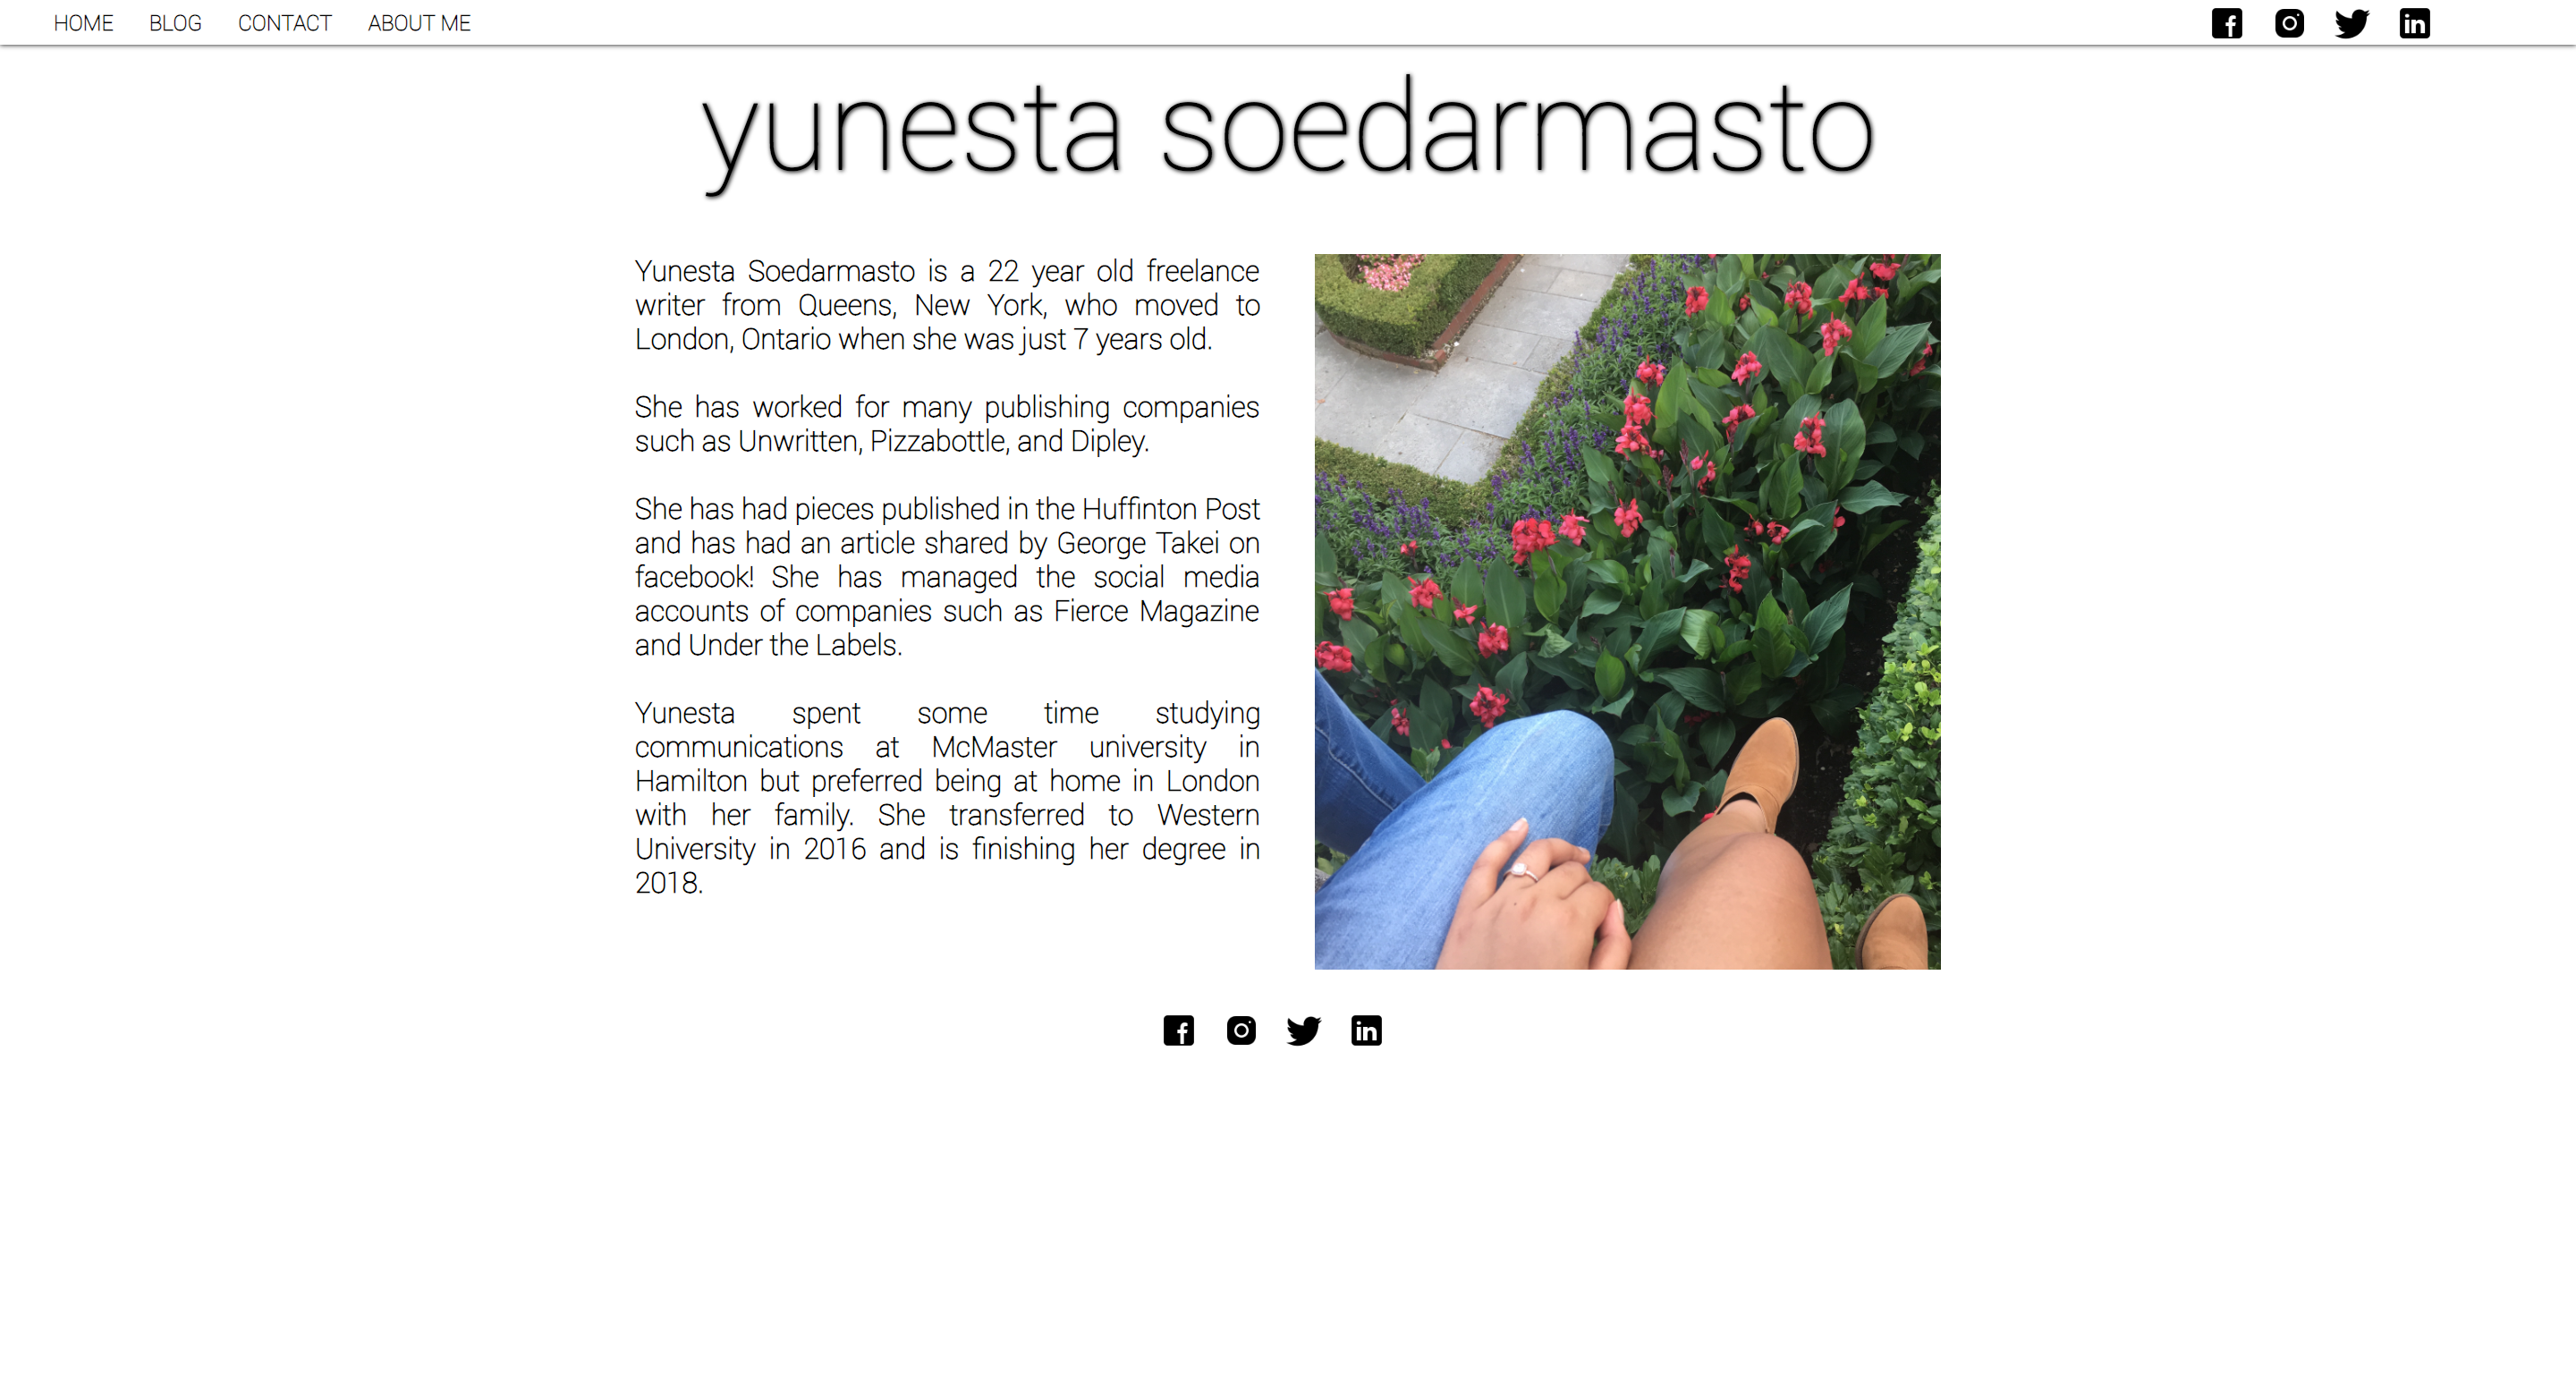 HOME BLOG CONTACT ABOUT ME
yunesta soedarmasto
Yunesta Soedarmasto is a 22 year old freelance
writer from Queens, New York, who moved to
London, Ontario when she was just 7 years old.
She has worked for many publishing companies
such as Unwritten, Pizzabottle, and Dipley.
She has had pieces published in the Huffinton Post
and has had an article shared by George Takei on
facebook! She has managed the social media
accounts of companies such as Fierce Magazine
and Under the Labels.
Yunesta spent some time studying
communications at McMaster university in
Hamilton but preferred being at home in London
with her family. She transferred to Western
University in 2016 and is finishing her degree in
2018.